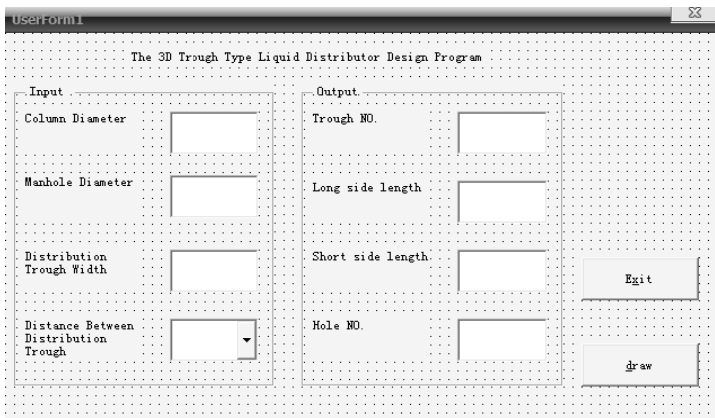 UserForm1
The 3D Trough Type Liquid Distributor Design Program
Input
Column Diameter
Manhole Diameter
Distribution
Trough Width
Distance Between
Distribution
Trough
Output
Trough NO.
Long side length
Short side length
Hole NO.
Exit
draw